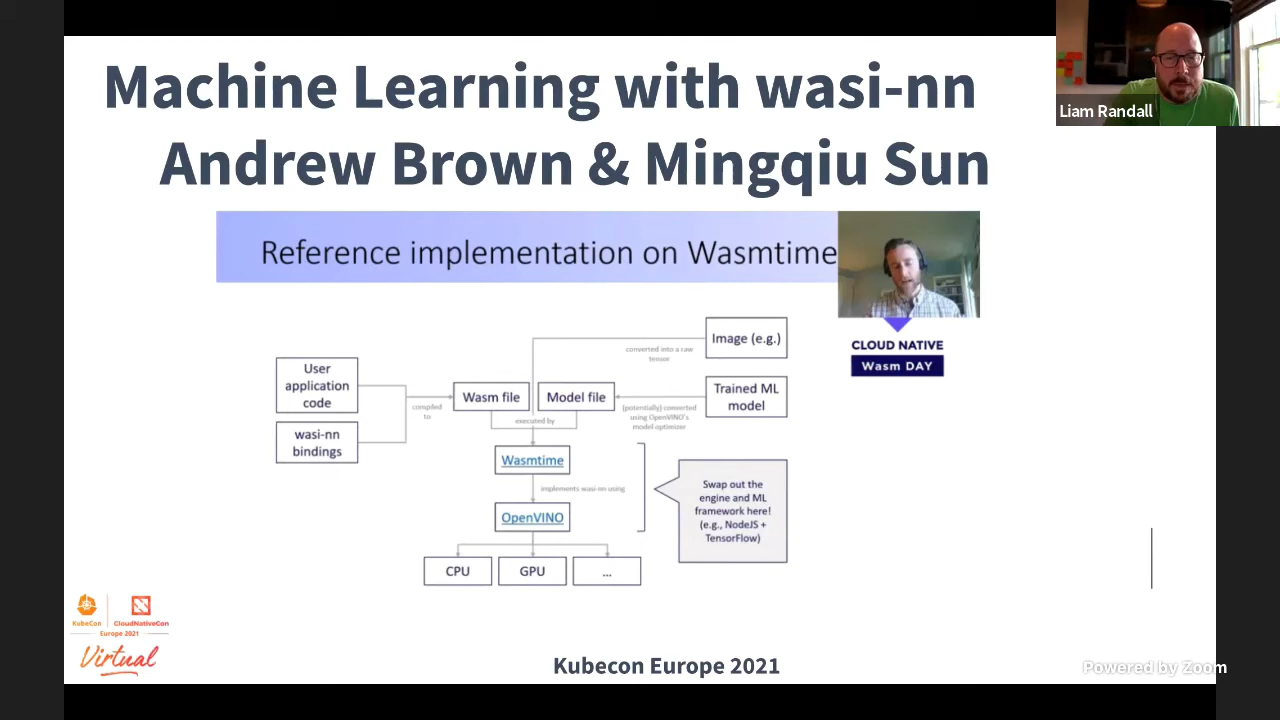 Machine Learning with wasi-nn
Andrew Brown & Mingqiu Sun
Liam Randall
Reference implementation on Wasmtime
CLOUD NATIVE
Wasm DAY
Image (e.g.)
converted into a raw
tensor
User
application
code
wasi-nn
bindings
compiled
to
Wasm file
Model file
Trained ML
model
(potentially) converted
using OpenVINO's
model optimizer
executed by
Wasmtime
implements wasi-nn using
OpenVINO
Swap out the
engine and ML
framework here!
(e.g., NodeJS +
TensorFlow)
CPU
GPU
...
KubeCon
CloudNativeCon
Europe 2021
Virtual
Kubecon Europe 2021
Powered by Zoom